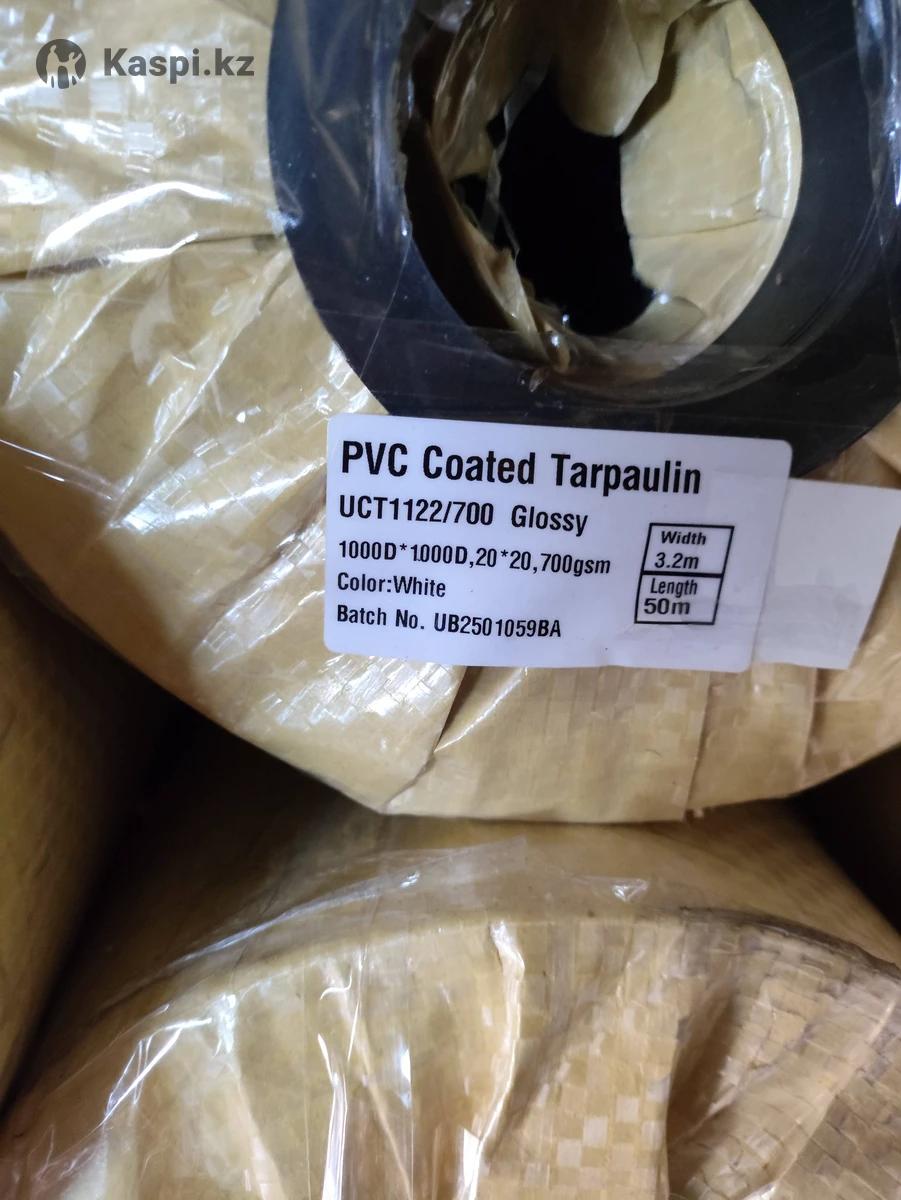 Kaspi.kz
PVC Coated Tarpaulin
UCT1122/700 Glossy
1000D*1000D,20*20,700gsm
Color:White
Batch No. UB2501059BA
Width
3.2m
Length
50m